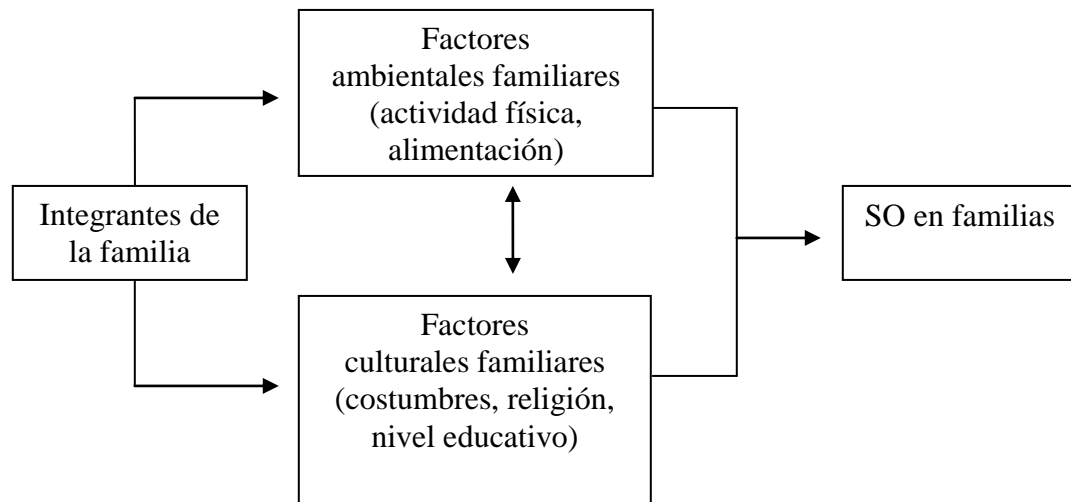 Factores
ambientales familiares
(actividad física,
alimentación)
Integrantes de
la familia
SO en familias
Factores
culturales familiares
(costumbres, religión,
nivel educativo)